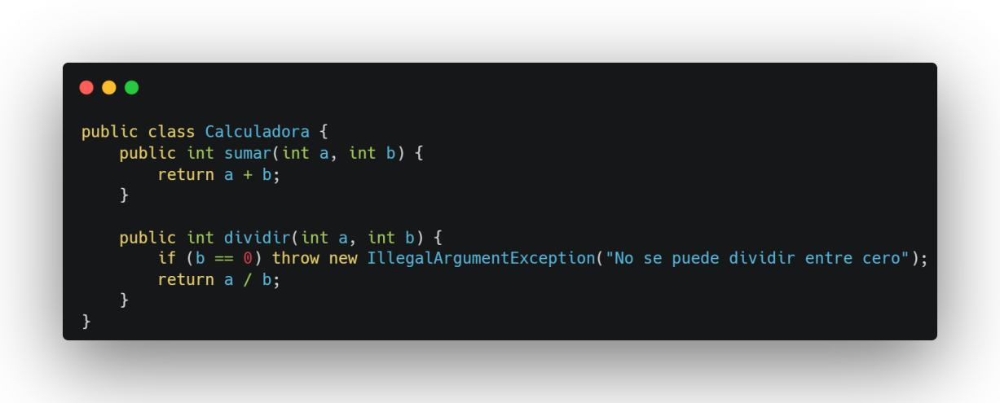 public class Calculadora {
    public int sumar(int a, int b) {
        return a + b;
    }

    public int dividir(int a, int b) {
        if (b == 0) throw new IllegalArgumentException("No se puede dividir entre cero");
        return a / b;
    }
}